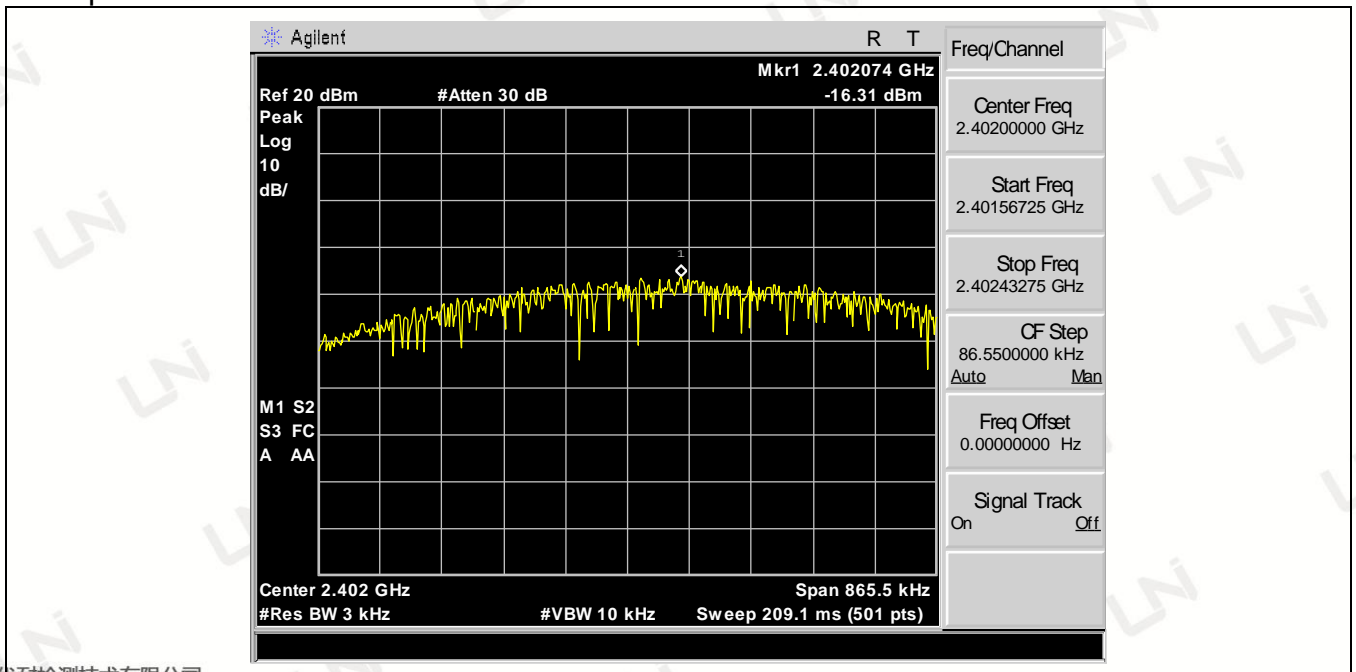 Agilent
R T
Mkr1 2.402074 GHz
Ref 20 dBm #Atten 30 dB -16.31 dBm
Peak
Log
10
dB/
1
M1 S2
S3 FC
A AA
Center 2.402 GHz Span 865.5 kHz
#Res BW 3 kHz #VBW 10 kHz Sweep 209.1 ms (501 pts)
Freq/Channel
Center Freq
2.40200000 GHz
Start Freq
2.40156725 GHz
Stop Freq
2.40243275 GHz
CF Step
86.5500000 kHz
Auto Man
Freq Offset
0.00000000 Hz
Signal Track
On Off